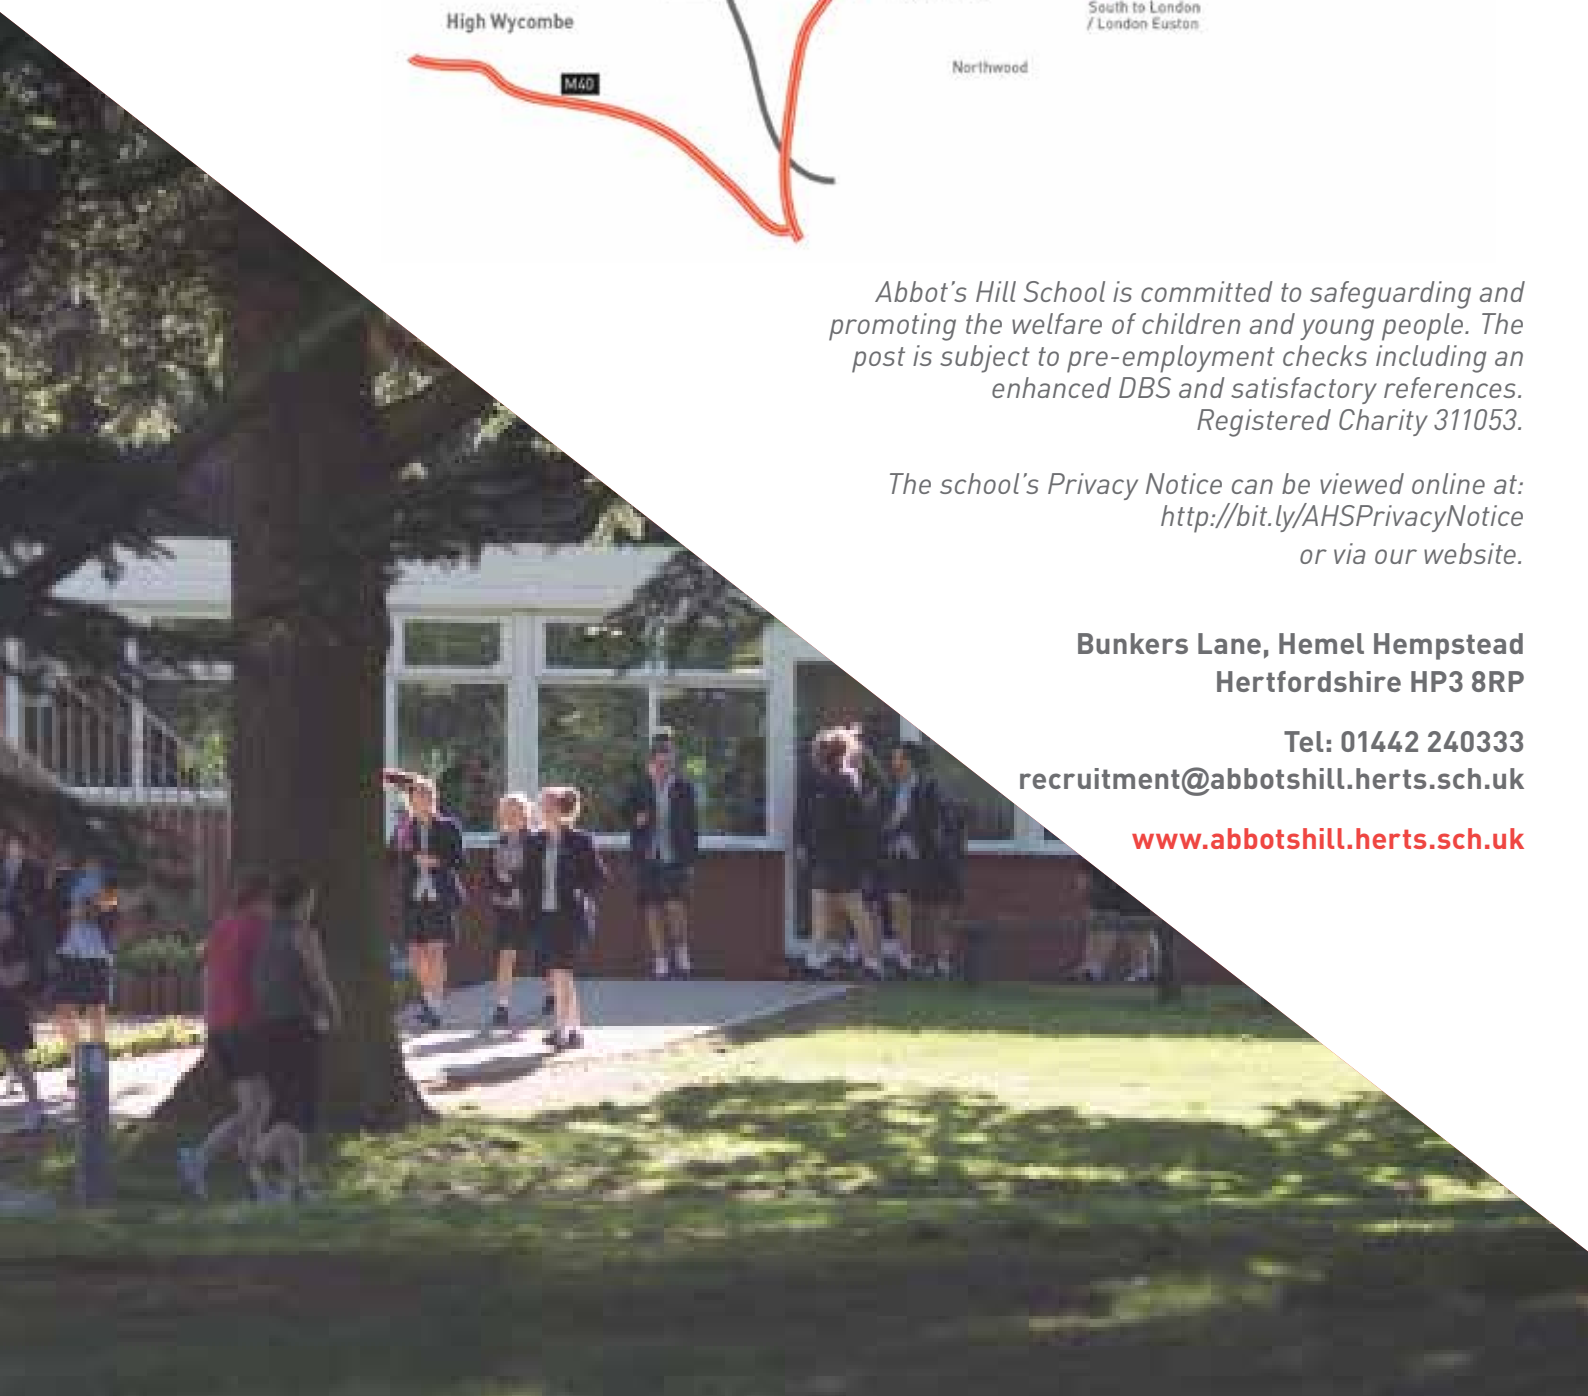 South to London
/ London Euston
High Wycombe
Northwood
M40
Abbot's Hill School is committed to safeguarding and
promoting the welfare of children and young people. The
post is subject to pre-employment checks including an
enhanced DBS and satisfactory references.
Registered Charity 311053.
The school's Privacy Notice can be viewed online at:
http://bit.ly/AHSPrivacyNotice
or via our website.
Bunkers Lane, Hemel Hempstead
Hertfordshire HP3 8RP
Tel: 01442 240333
recruitment@abbotshill.herts.sch.uk
www.abbotshill.herts.sch.uk